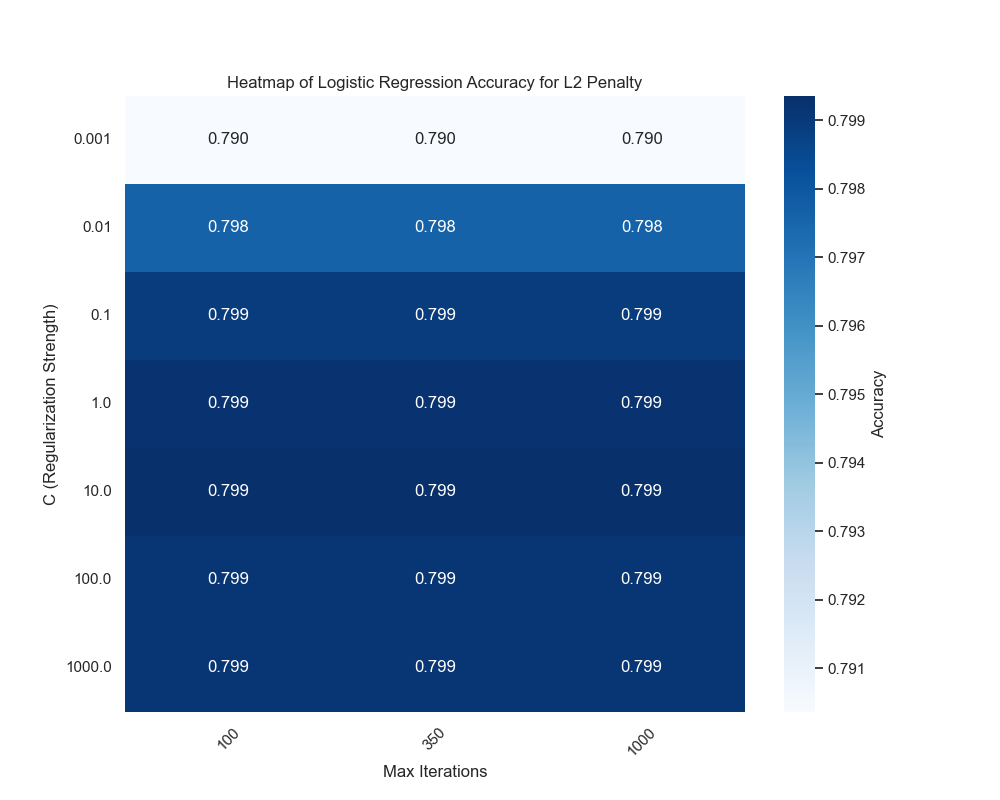 Heatmap of Logistic Regression Accuracy for L2 Penalty
0.001 0.790 0.790 0.790
0.01 0.798 0.798 0.798
0.1 0.799 0.799 0.799
1.0 0.799 0.799 0.799
10.0 0.799 0.799 0.799
100.0 0.799 0.799 0.799
1000.0 0.799 0.799 0.799
C (Regularization Strength)
100 350 1000
Max Iterations
0.799
0.798
0.797
0.796
0.795
0.794
0.793
0.792
0.791
Accuracy